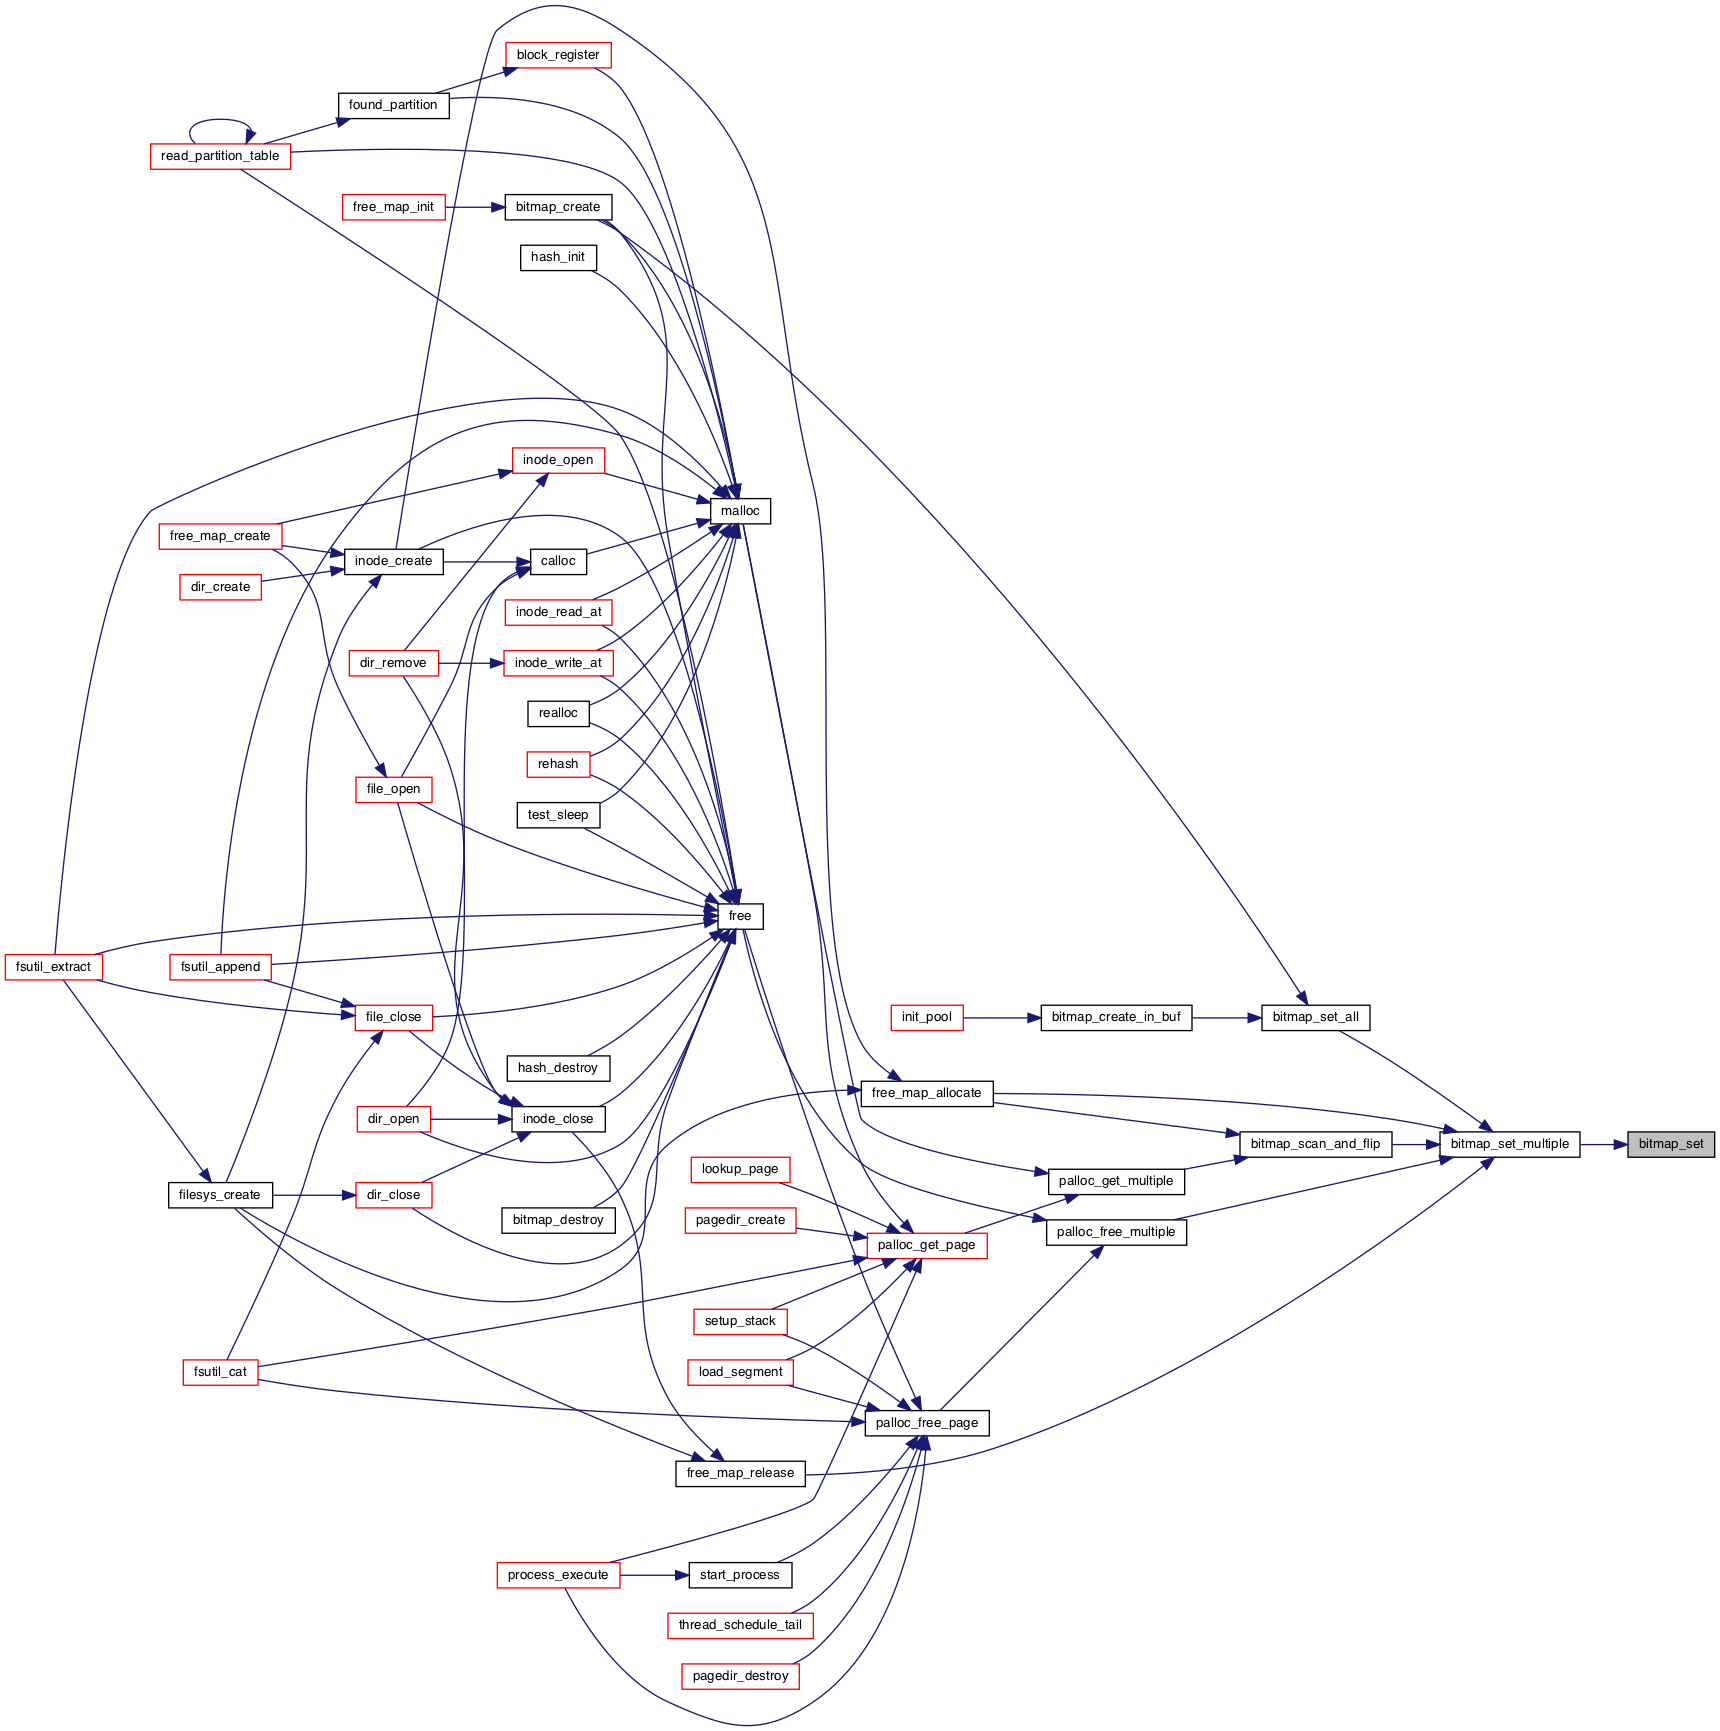 block_register
found_partition
read_partition_table
free_map_init
bitmap_create
hash_init
inode_open
malloc
free_map_create
inode_create
calloc
dir_create
inode_read_at
dir_remove
inode_write_at
realloc
rehash
file_open
test_sleep
free
fsutil_extract
fsutil_append
file_close
init_pool
bitmap_create_in_buf
bitmap_set_all
hash_destroy
free_map_allocate
dir_open
inode_close
bitmap_scan_and_flip
bitmap_set_multiple
bitmap_set
lookup_page
palloc_get_multiple
filesys_create
dir_close
bitmap_destroy
pagedir_create
palloc_free_multiple
palloc_get_page
setup_stack
fsutil_cat
load_segment
palloc_free_page
free_map_release
process_execute
start_process
thread_schedule_tail
pagedir_destroy